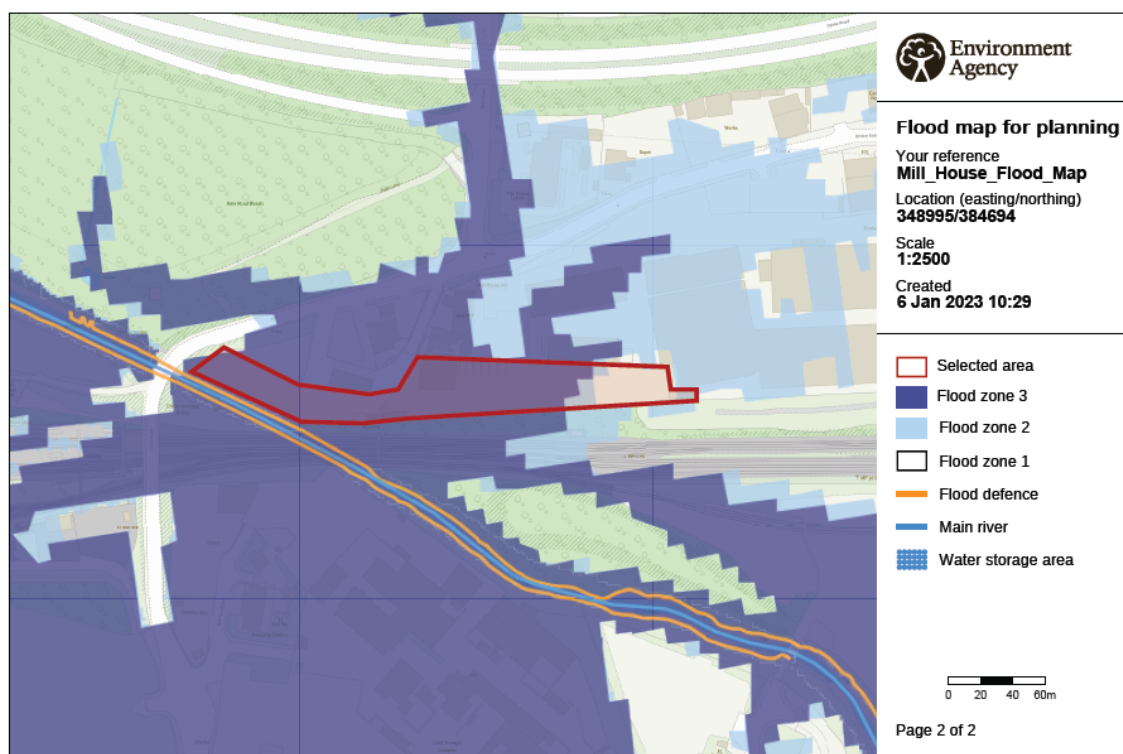 Environment
Agency
Flood map for planning
Your reference
Mill_House_Flood_Map
Location (easting/northing)
348995/384694
Scale
1:2500
Created
6 Jan 2023 10:29
Selected area
Flood zone 3
Flood zone 2
Flood zone 1
Flood defence
Main river
Water storage area
0 20 40 60m
Page 2 of 2